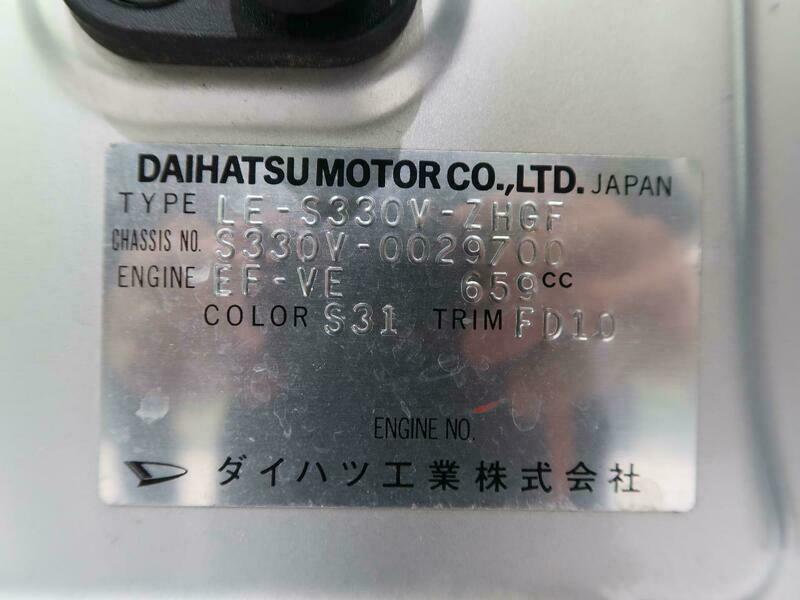 DAIHATSU MOTOR CO.,LTD. JAPAN
TYPE LE-S330V-ZHGF
CHASSIS NO. S330V-0029700
ENGINE EF-VE 659CC
COLOR S31 TRIM FD10
ENGINE NO.
ダイハツ工業株式会社